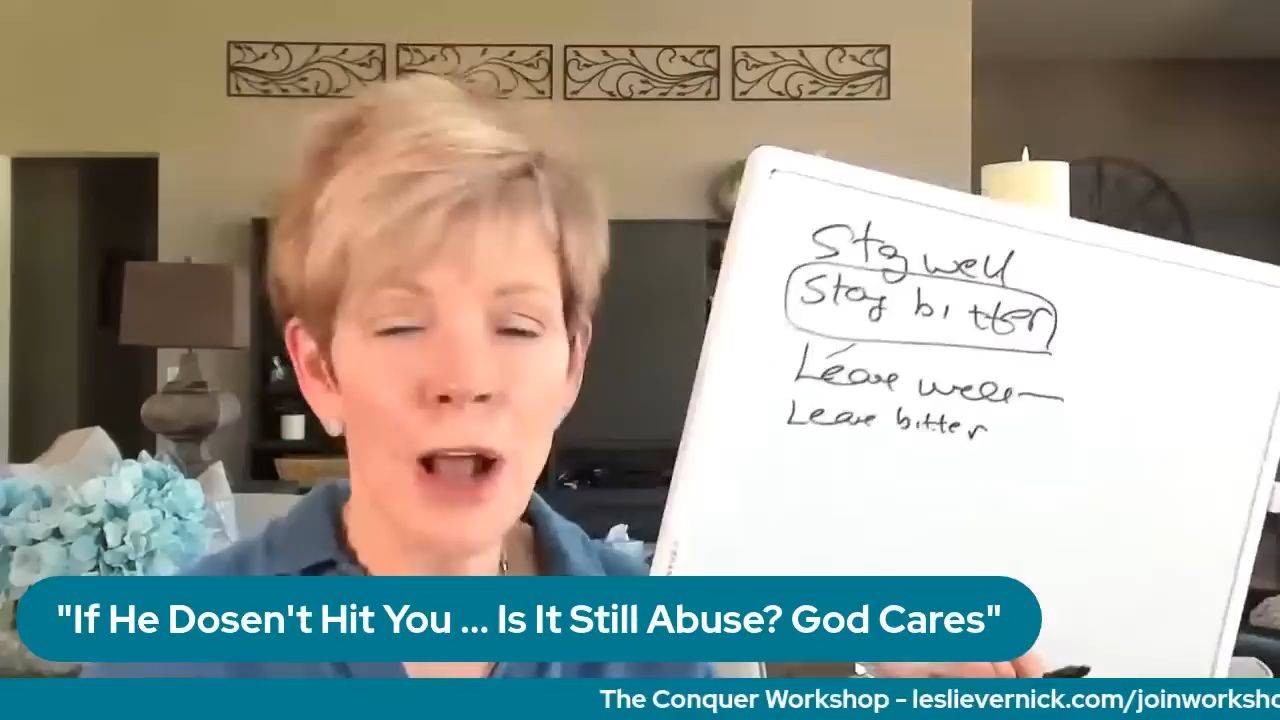 Stay well
Stay bitter
Leave well
Leave bitter
"If He Dosen't Hit You ... Is It Still Abuse? God Cares"
The Conquer Workshop - leslievernick.com/joinworksho